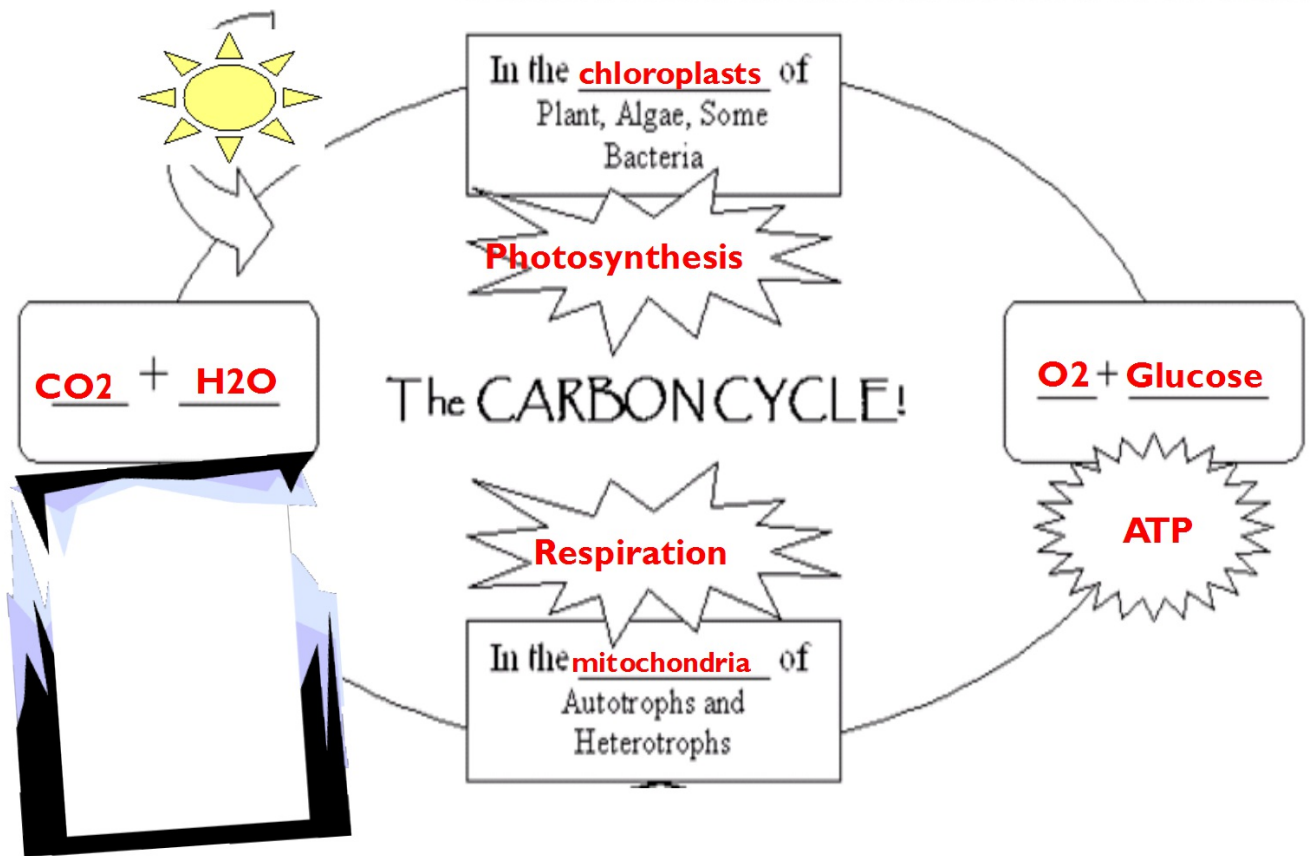 In the chloroplasts of
Plant, Algae, Some
Bacteria
Photosynthesis
CO2 + H2O
The CARBON CYCLE!
O2 + Glucose
ATP
Respiration
In the mitochondria of
Autotrophs and
Heterotrophs